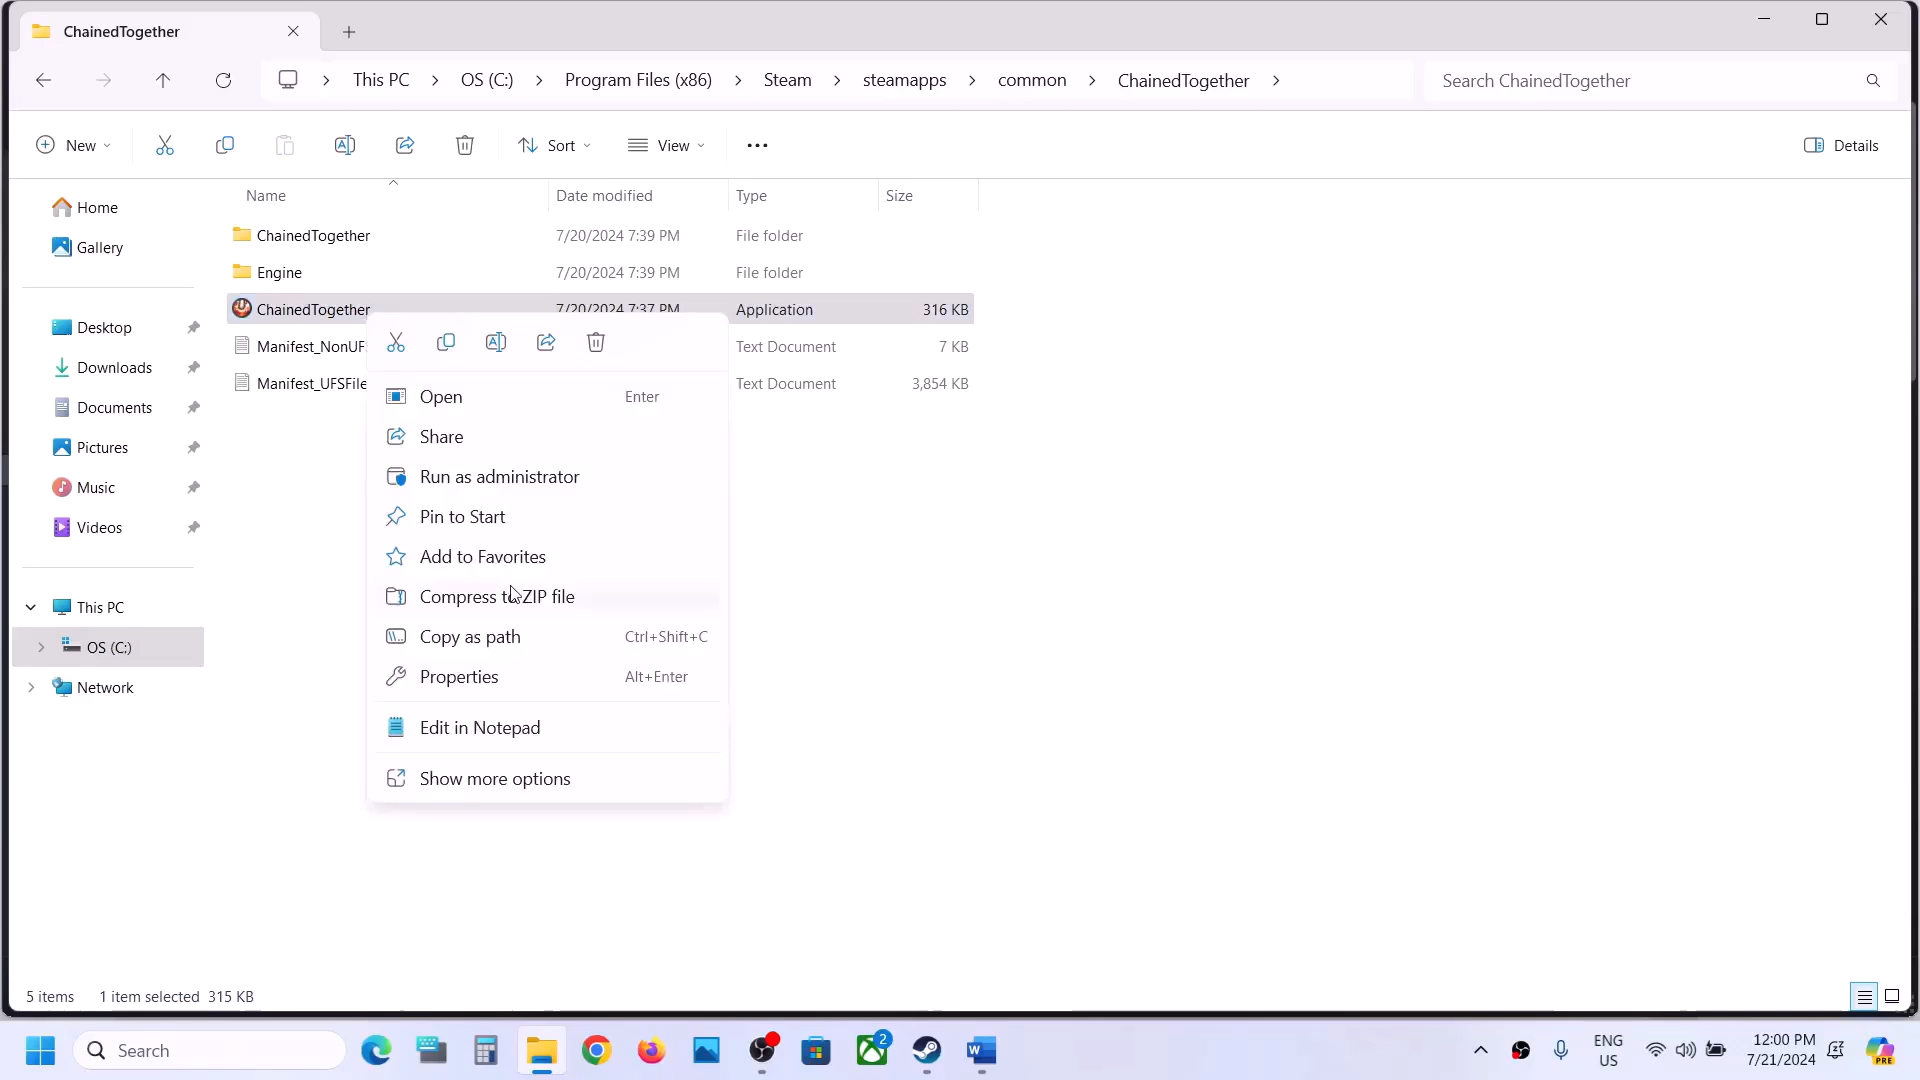 ChainedTogether
This PC
OS (C:)
Program Files (x86)
Steam
steamapps
common
ChainedTogether
Search ChainedTogether
New
Sort
View
Details
Name
Date modified
Type
Size
Home
Gallery
Desktop
Downloads
Documents
Pictures
Music
Videos
This PC
OS (C:)
Network
ChainedTogether 7/20/2024 7:39 PM File folder
Engine 7/20/2024 7:39 PM File folder
ChainedTogether 7/20/2024 7:37 PM Application 316 KB
Manifest_NonUFS Text Document 7 KB
Manifest_UFSFile Text Document 3,854 KB
Open Enter
Share
Run as administrator
Pin to Start
Add to Favorites
Compress to ZIP file
Copy as path Ctrl+Shift+C
Properties Alt+Enter
Edit in Notepad
Show more options
5 items 1 item selected 315 KB
Search
2
ENG
US
12:00 PM
7/21/2024
PRE